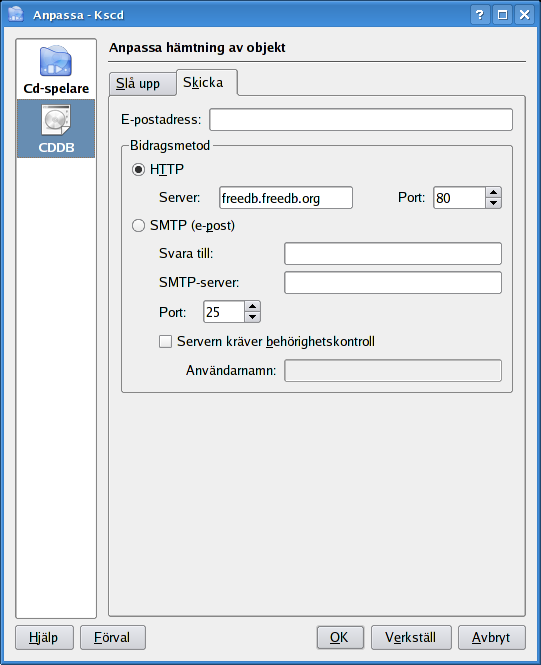 Anpassa - Kscd
Cd-spelare
CDDB
Anpassa hämtning av objekt
Slå upp
Skicka
E-postadress:
Bidragsmetod
HTTP
Server: freedb.freedb.org Port: 80
SMTP (e-post)
Svara till:
SMTP-server:
Port: 25
Servern kräver behörighetskontroll
Användarnamn:
Hjälp Förval OK Verkställ Avbryt